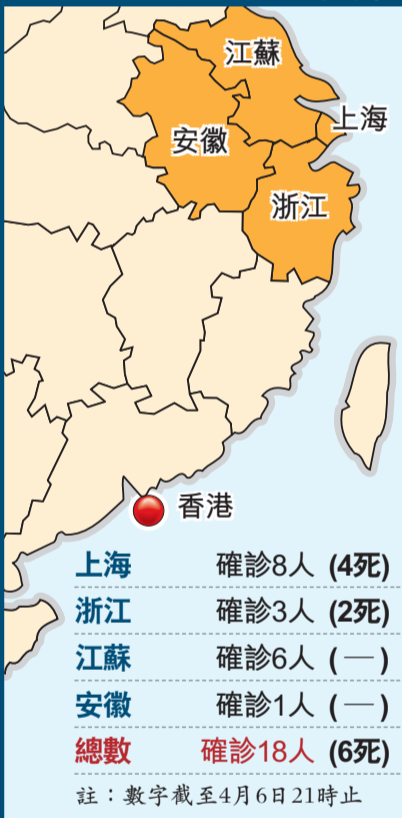 江蘇
上海
安徽
浙江
香港
上海 確診8人 (4死)
浙江 確診3人 (2死)
江蘇 確診6人 (—)
安徽 確診1人 (—)
總數 確診18人 (6死)
註：數字截至4月6日21時止